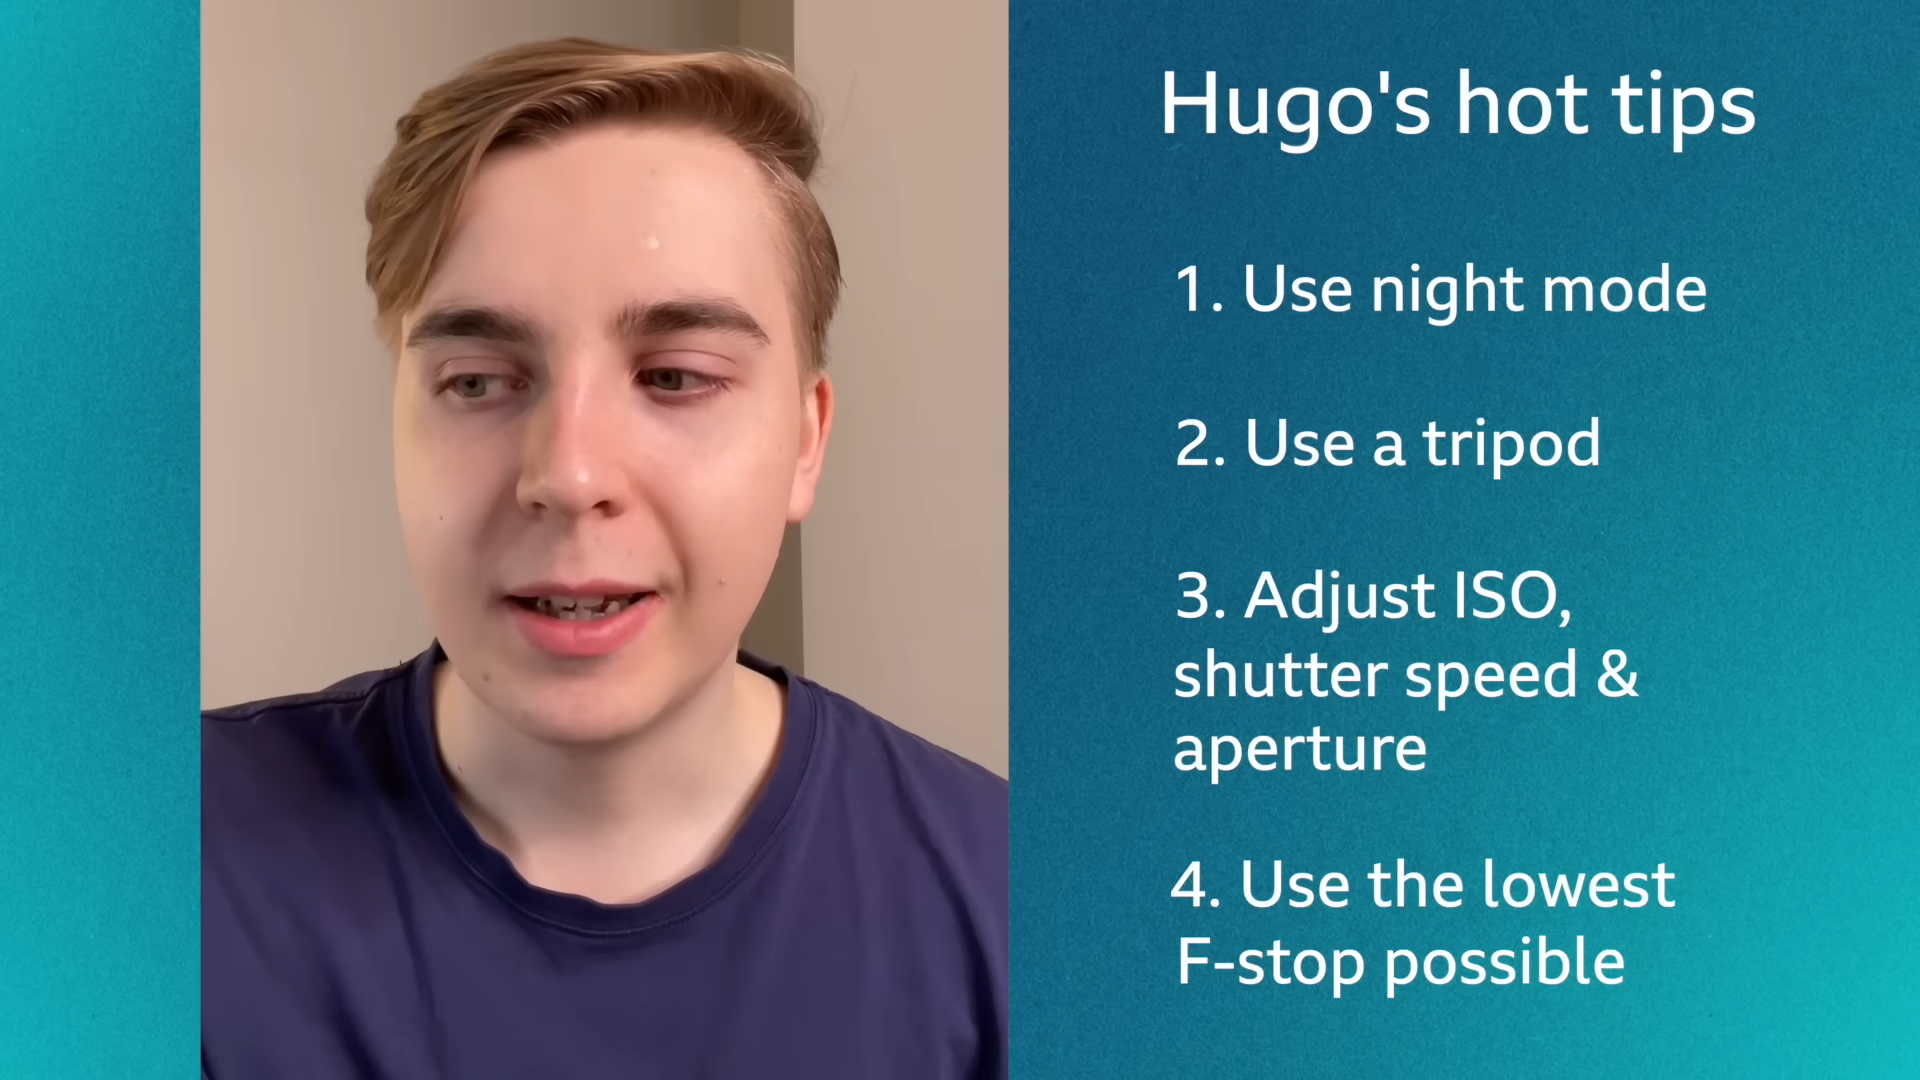 Hugo's hot tips
1. Use night mode
2. Use a tripod
3. Adjust ISO,
shutter speed &
aperture
4. Use the lowest
F-stop possible